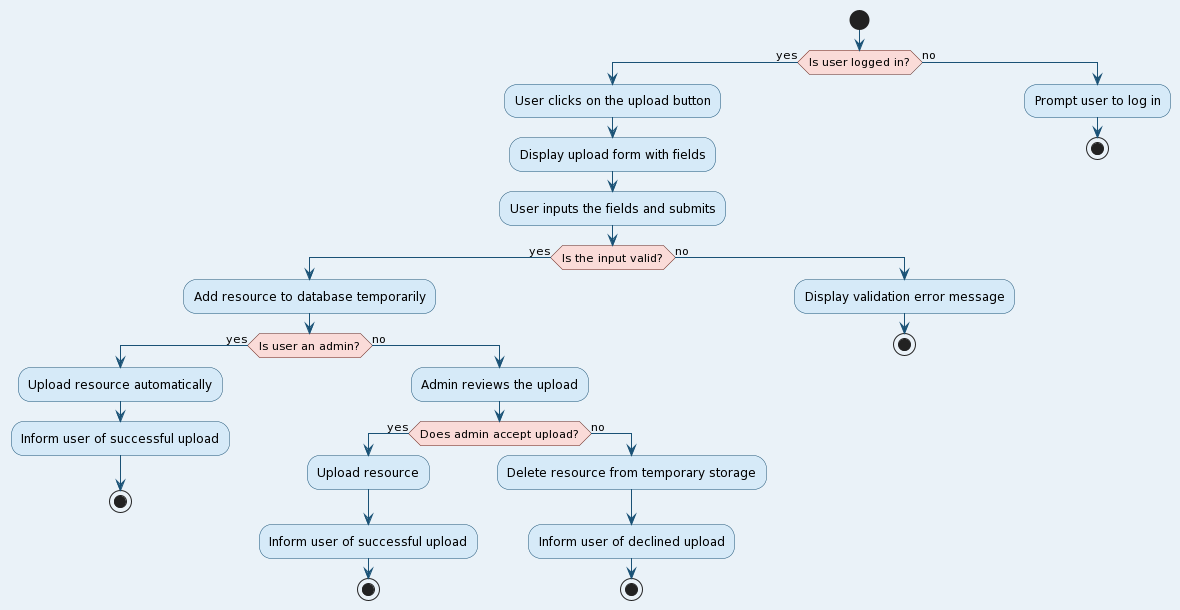 yes
Is user logged in?
no
User clicks on the upload button
Prompt user to log in
Display upload form with fields
User inputs the fields and submits
yes
Is the input valid?
no
Add resource to database temporarily
Display validation error message
yes
Is user an admin?
no
Upload resource automatically
Admin reviews the upload
Inform user of successful upload
yes
Does admin accept upload?
no
Upload resource
Delete resource from temporary storage
Inform user of successful upload
Inform user of declined upload